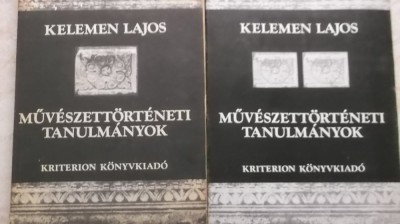 KELEMEN LAJOS
MŰVÉSZETTÖRTÉNETI
TANULMÁNYOK
KRITERION KÖNYVKIADÓ
KELEMEN LAJOS
MŰVÉSZETTÖRTÉNETI
TANULMÁNYOK
KRITERION KÖNYVKIADÓ